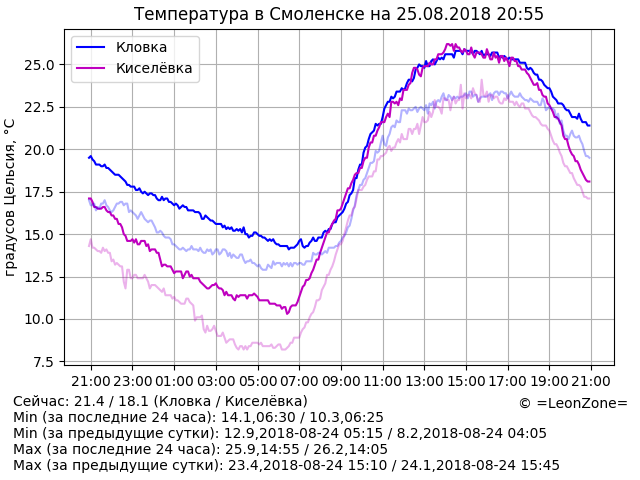 Температура в Смоленске на 25.08.2018 20:55
Кловка
Киселёвка
градусов Цельсия, °C
25.0
22.5
20.0
17.5
15.0
12.5
10.0
7.5
21:00 23:00 01:00 03:00 05:00 07:00 09:00 11:00 13:00 15:00 17:00 19:00 21:00
Сейчас: 21.4 / 18.1 (Кловка / Киселёвка)
© =LeonZone=
Min (за последние 24 часа): 14.1,06:30 / 10.3,06:25
Min (за предыдущие сутки): 12.9,2018-08-24 05:15 / 8.2,2018-08-24 04:05
Max (за последние 24 часа): 25.9,14:55 / 26.2,14:05
Max (за предыдущие сутки): 23.4,2018-08-24 15:10 / 24.1,2018-08-24 15:45